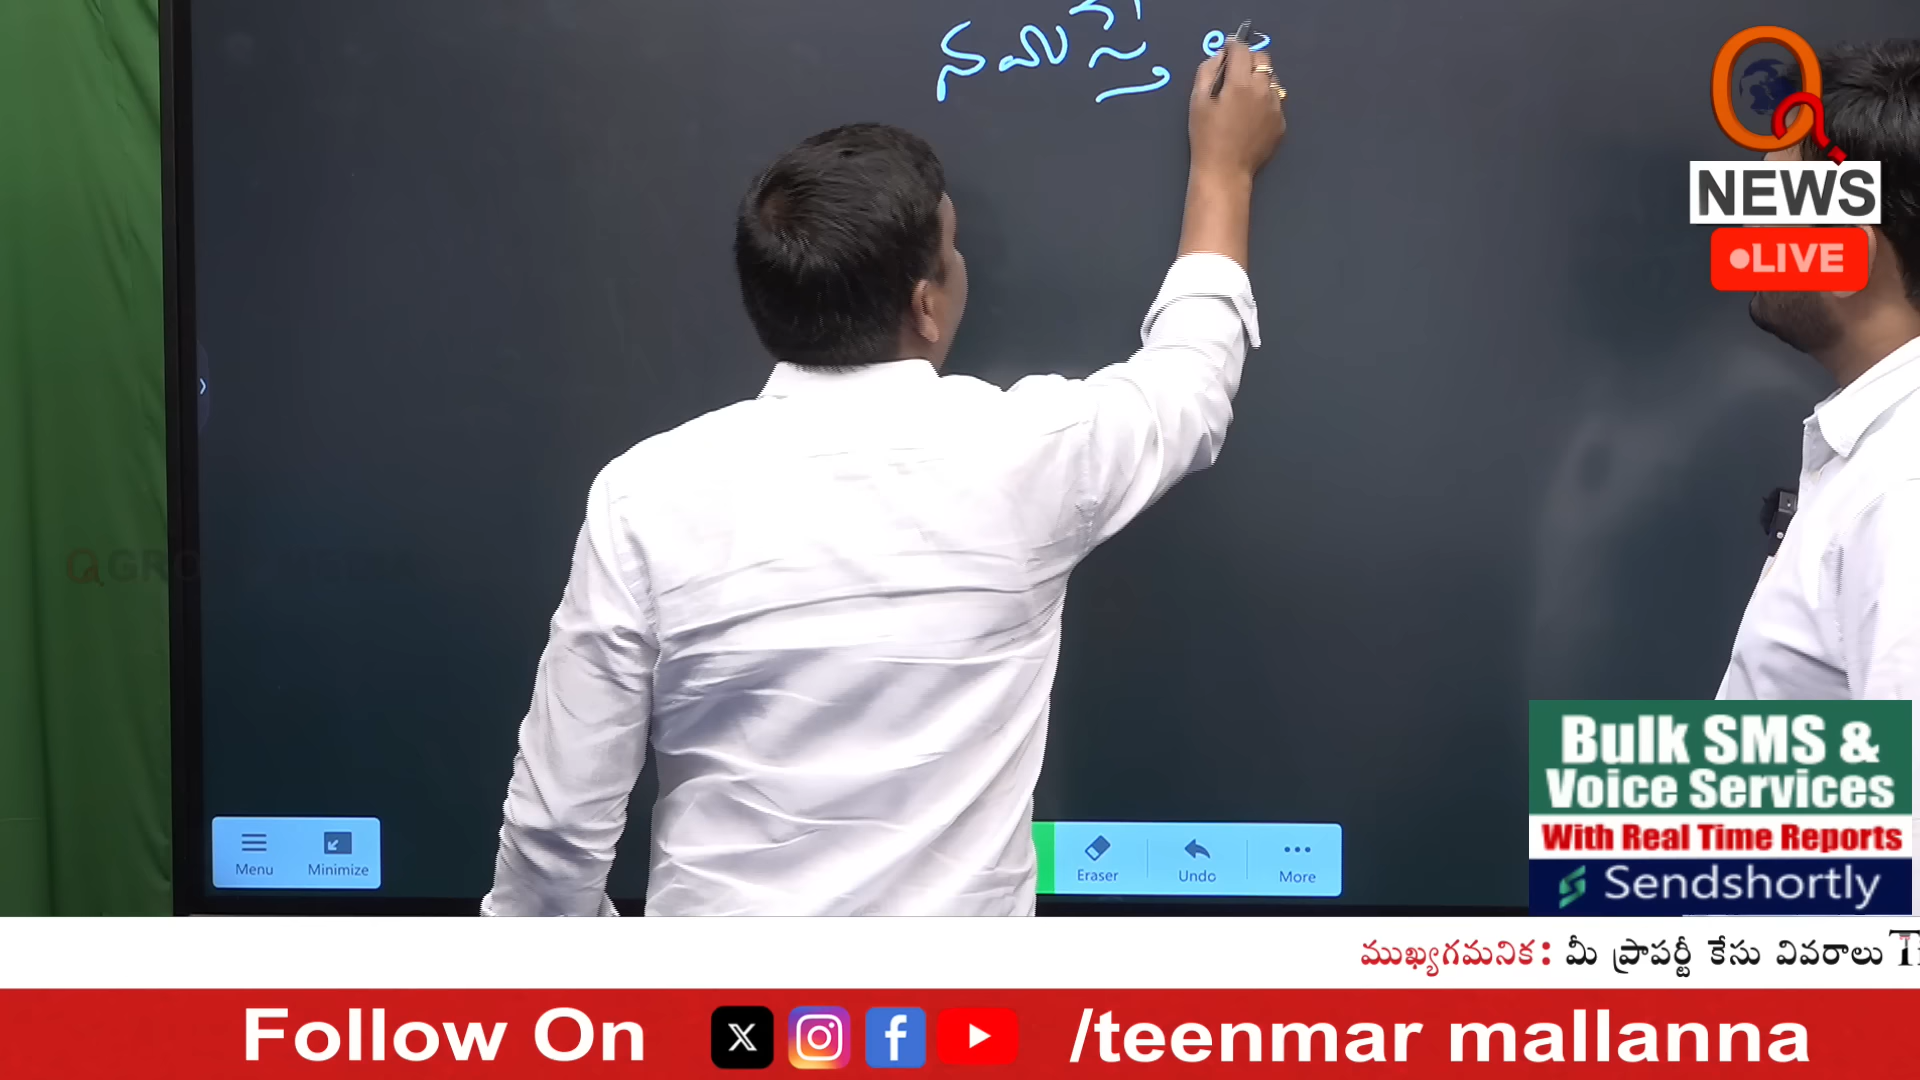 నమస్తే
Q
NEWS
LIVE
Menu
Minimize
Eraser
Undo
More
Bulk SMS &
Voice Services
With Real Time Reports
Sendshortly
ముఖ్యగమనిక: మీ ప్రాపర్టీ కేసు వివరాలు
Follow On /teenmar mallanna